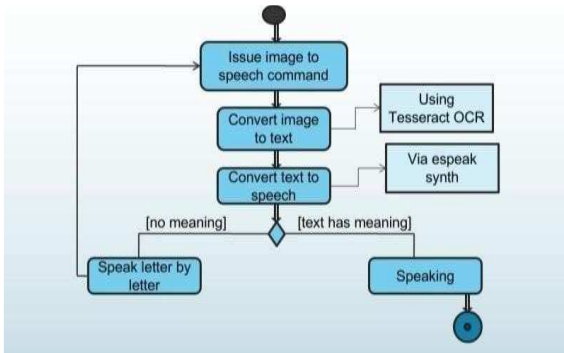 Issue image to
speech command
Convert image
to text
Using
Tesseract OCR
Convert text to
speech
Via espeak
synth
[no meaning]
[text has meaning]
Speak letter by
letter
Speaking